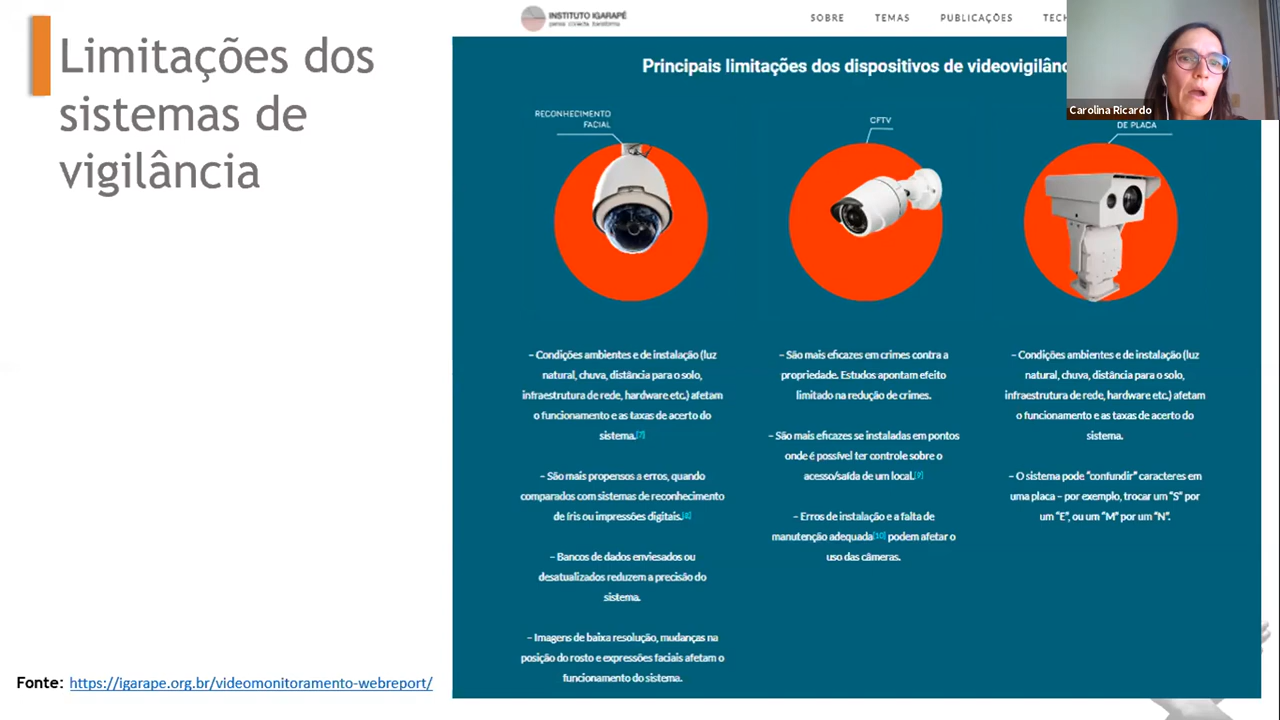 Limitações dos
sistemas de
vigilância
INSTITUTO IGARAPÉ
SOBRE
TEMAS
PUBLICAÇÕES
Principais limitações dos dispositivos de
Carolina Ricardo
RECONHECIMENTO
FACIAL
– Condições ambientes e de instalação (luz
natural, chuva, distância para o solo,
infraestrutura de rede, hardware etc.) afetam
o funcionamento e as taxas de acerto do
sistema.[7]
– São mais propensos a erros, quando
comparados com sistemas de reconhecimento
de íris ou impressões digitais.
– Bancos de dados enviesados ou
desatualizados reduzem a precisão do
sistema.
– Imagens de baixa resolução, mudanças na
posição do rosto e expressões faciais afetam o
funcionamento do sistema.
CFTV
– São mais eficazes em crimes contra a
propriedade. Estudos apontam efeito
limitado na redução de crimes.
– São mais eficazes se instaladas em pontos
onde é possível ter controle sobre o
acesso/saída de um local.[9]
– Erros de instalação e a falta de
manutenção adequada[10] podem afetar o
uso das câmeras.
DE PLACA
– Condições ambientes e de instalação (luz
natural, chuva, distância para o solo,
infraestrutura de rede, hardware etc.) afetam
o funcionamento e as taxas de acerto do
sistema.
– O sistema pode “confundir” caracteres em
uma placa – por exemplo, trocar um “S” por
um “E”, ou um “M” por um “N”.
Fonte: https://igarape.org.br/videomonitoramento-webreport/